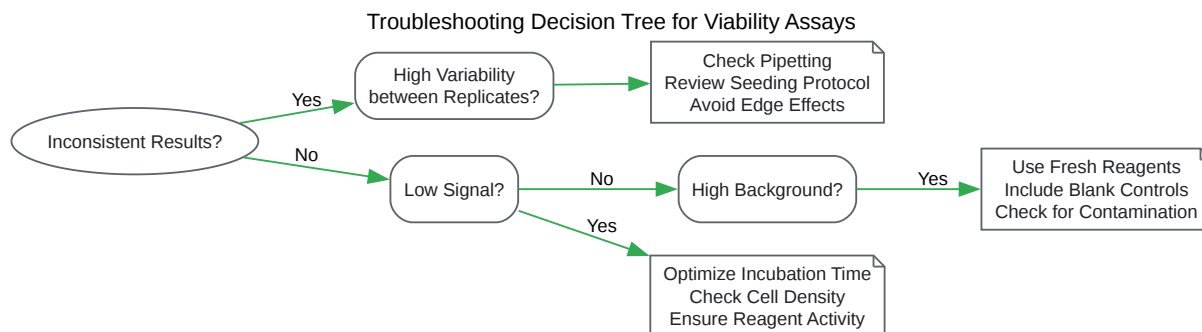 Troubleshooting Decision Tree for Viability Assays
Inconsistent Results?
Yes
High Variability
between Replicates?
Check Pipetting
Review Seeding Protocol
Avoid Edge Effects
No
Low Signal?
No
High Background?
Yes
Use Fresh Reagents
Include Blank Controls
Check for Contamination
Yes
Optimize Incubation Time
Check Cell Density
Ensure Reagent Activity